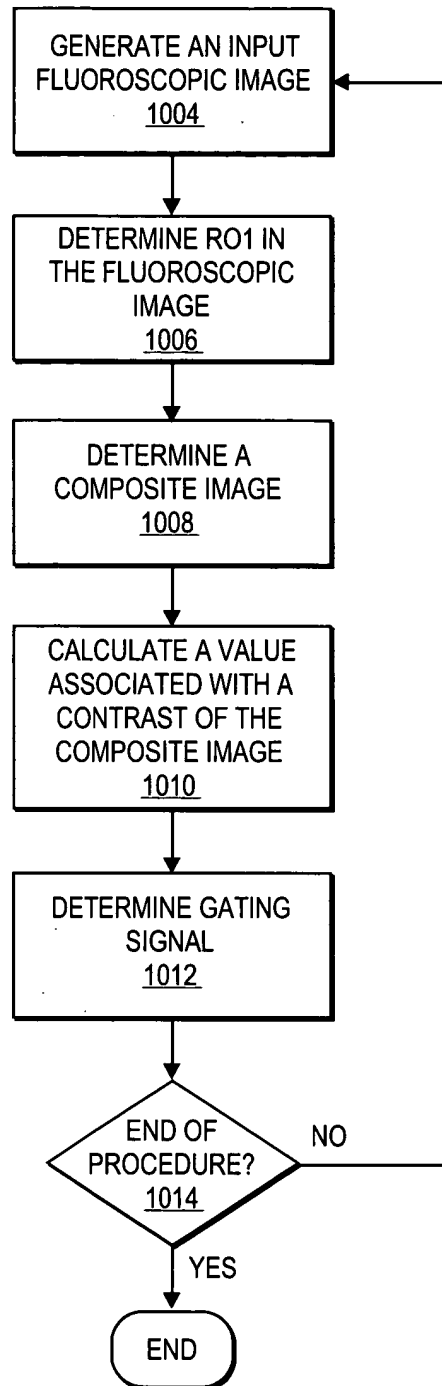 GENERATE AN INPUT
FLUOROSCOPIC IMAGE
1004
DETERMINE RO1 IN
THE FLUOROSCOPIC
IMAGE
1006
DETERMINE A
COMPOSITE IMAGE
1008
CALCULATE A VALUE
ASSOCIATED WITH A
CONTRAST OF THE
COMPOSITE IMAGE
1010
DETERMINE GATING
SIGNAL
1012
END OF
PROCEDURE?
1014
NO
YES
END